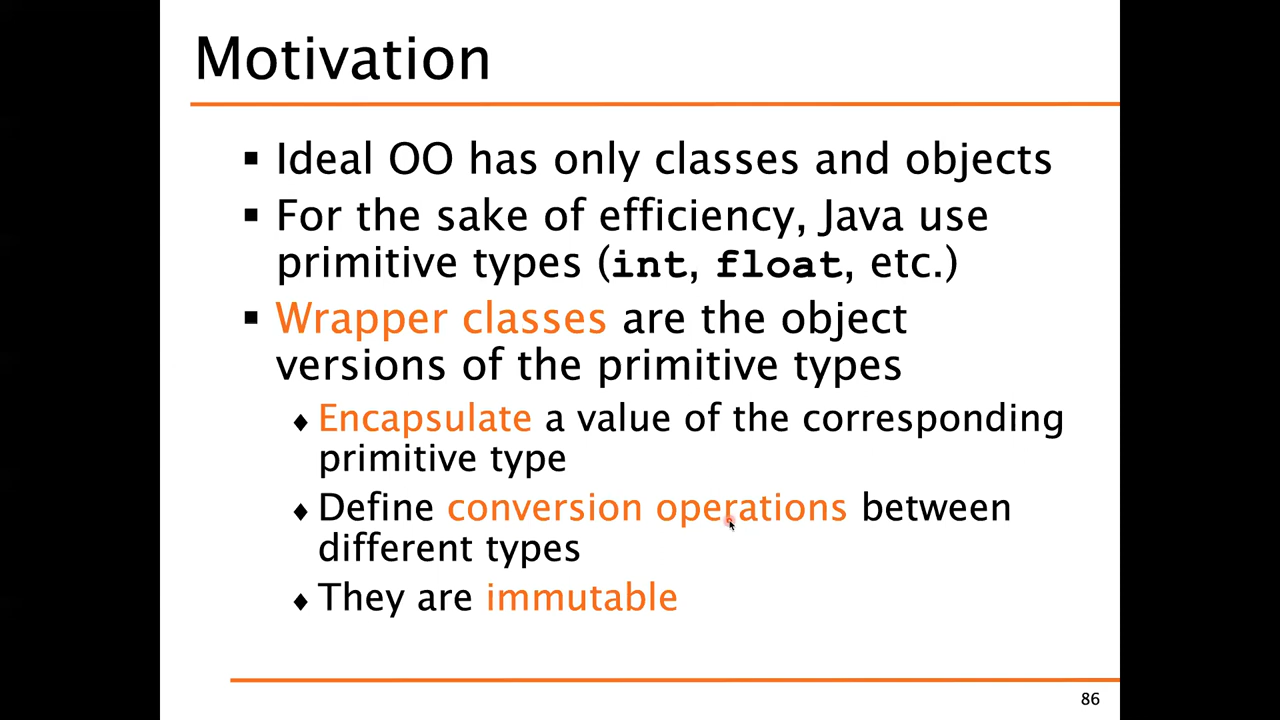 Motivation
▪ Ideal OO has only classes and objects
▪ For the sake of efficiency, Java use
primitive types (int, float, etc.)
▪ Wrapper classes are the object
versions of the primitive types
♦ Encapsulate a value of the corresponding
primitive type
♦ Define conversion operations between
different types
♦ They are immutable
86